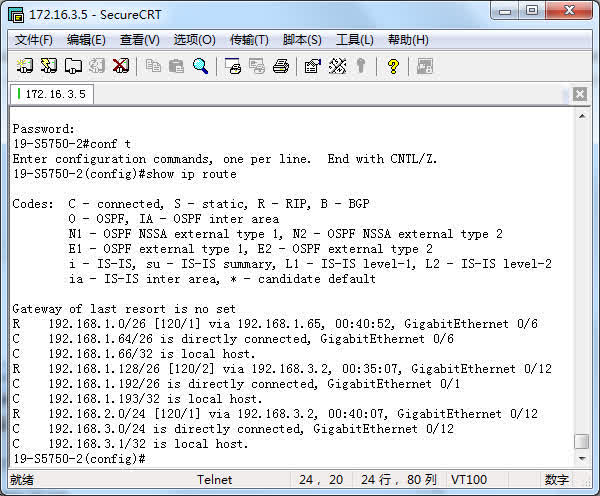 172.16.3.5 - SecureCRT
文件(F) 编辑(E) 查看(V) 选项(O) 传输(T) 脚本(S) 工具(L) 帮助(H)
172.16.3.5
Password:
19-S5750-2#conf t
Enter configuration commands, one per line.  End with CNTL/Z.
19-S5750-2(config)#show ip route
Codes:  C - connected, S - static, R - RIP, B - BGP
O - OSPF, IA - OSPF inter area
N1 - OSPF NSSA external type 1, N2 - OSPF NSSA external type 2
E1 - OSPF external type 1, E2 - OSPF external type 2
i - IS-IS, su - IS-IS summary, L1 - IS-IS level-1, L2 - IS-IS level-2
ia - IS-IS inter area, * - candidate default
Gateway of last resort is no set
R    192.168.1.0/26 [120/1] via 192.168.1.65, 00:40:52, GigabitEthernet 0/6
C    192.168.1.64/26 is directly connected, GigabitEthernet 0/6
C    192.168.1.66/32 is local host.
R    192.168.1.128/26 [120/2] via 192.168.3.2, 00:35:07, GigabitEthernet 0/12
C    192.168.1.192/26 is directly connected, GigabitEthernet 0/1
C    192.168.1.193/32 is local host.
R    192.168.2.0/24 [120/1] via 192.168.3.2, 00:40:07, GigabitEthernet 0/12
C    192.168.3.0/24 is directly connected, GigabitEthernet 0/12
C    192.168.3.1/32 is local host.
19-S5750-2(config)#
就绪 Telnet 24, 20 24 行, 80 列 VT100 数字